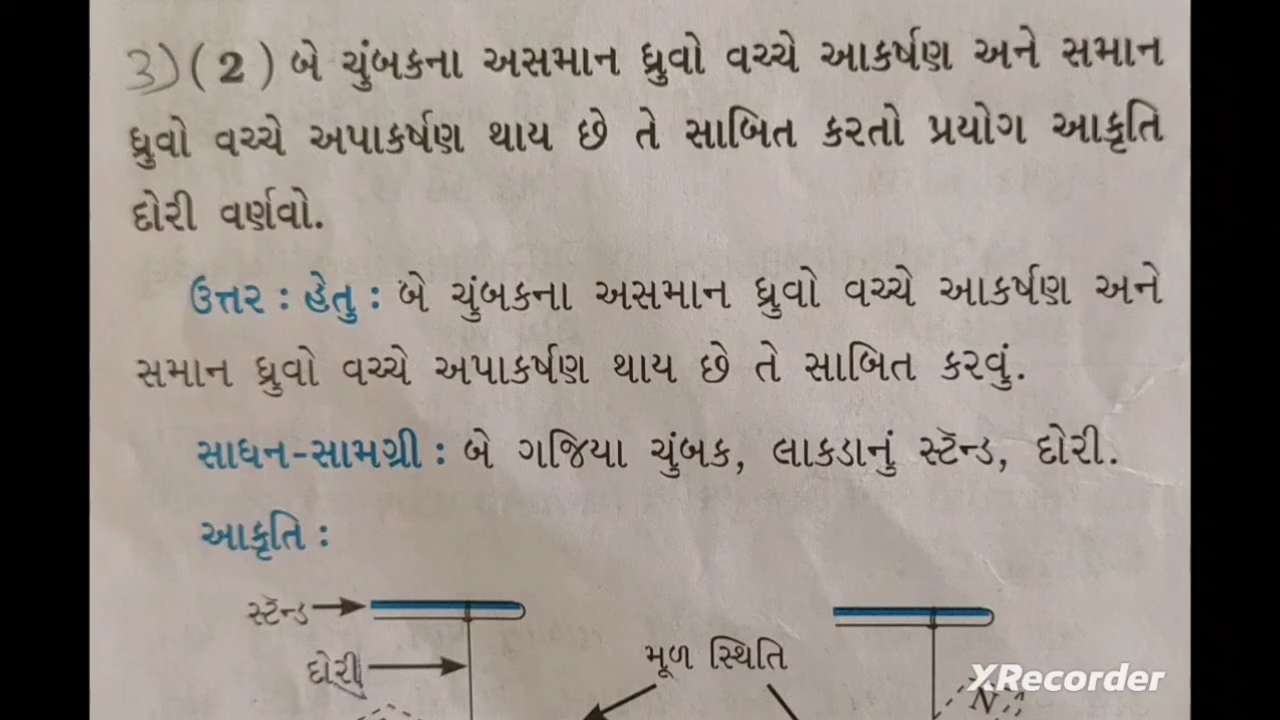 3) (2) બે ચુંબકના અસમાન ધ્રુવો વચ્ચે આકર્ષણ અને સમાન
ધ્રુવો વચ્ચે અપાકર્ષણ થાય છે તે સાબિત કરતો પ્રયોગ આકૃતિ
દોરી વર્ણવો.
ઉત્તર : હેતુ : બે ચુંબકના અસમાન ધ્રુવો વચ્ચે આકર્ષણ અને
સમાન ધ્રુવો વચ્ચે અપાકર્ષણ થાય છે તે સાબિત કરવું.
સાધન-સામગ્રી : બે ગજિયા ચુંબક, લાકડાનું સ્ટૅન્ડ, દોરી.
આકૃતિ :
સ્ટૅન્ડ
દોરી
મૂળ સ્થિતિ
N
XRecorder